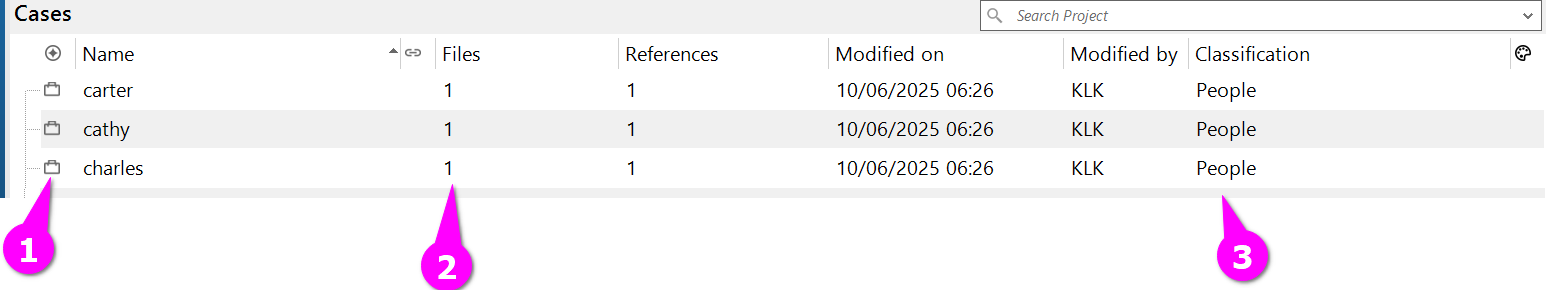 Cases Search Project
Name Files References Modified on Modified by Classification
carter 1 1 10/06/2025 06:26 KLK People
cathy 1 1 10/06/2025 06:26 KLK People
charles 1 1 10/06/2025 06:26 KLK People
1 2 3